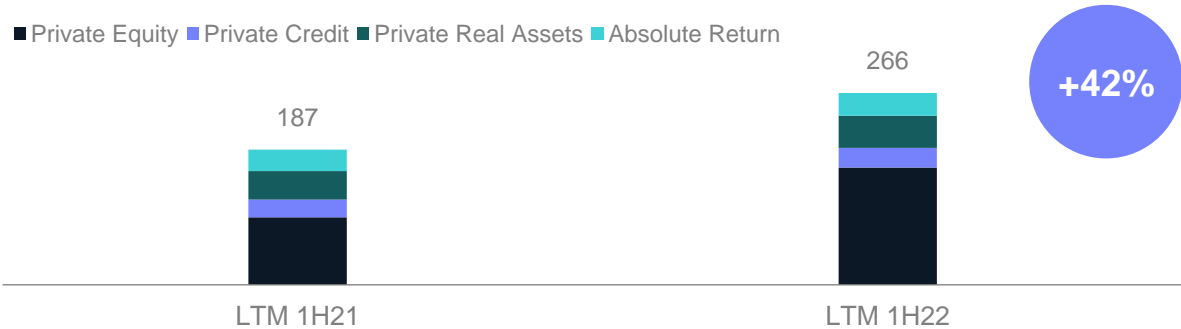 Private Equity Private Credit Private Real Assets Absolute Return
187
266
+42%
LTM 1H21
LTM 1H22